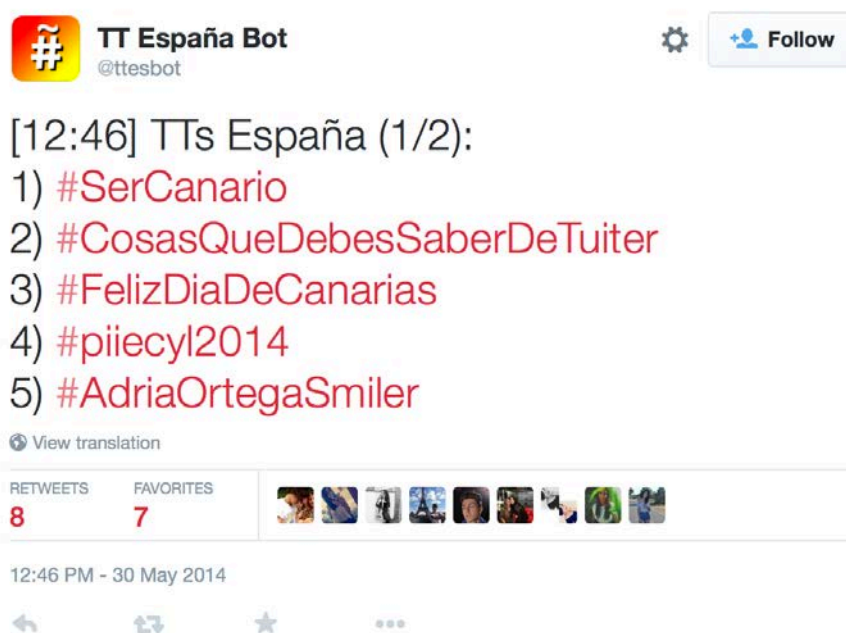 #ñ
TT España Bot
@ttesbot
Follow
[12:46] TTs España (1/2):
1) #SerCanario
2) #CosasQueDebesSaberDeTuiter
3) #FelizDiaDeCanarias
4) #piiecyl2014
5) #AdriaOrtegaSmiler
View translation
RETWEETS FAVORITES
8 7
12:46 PM - 30 May 2014